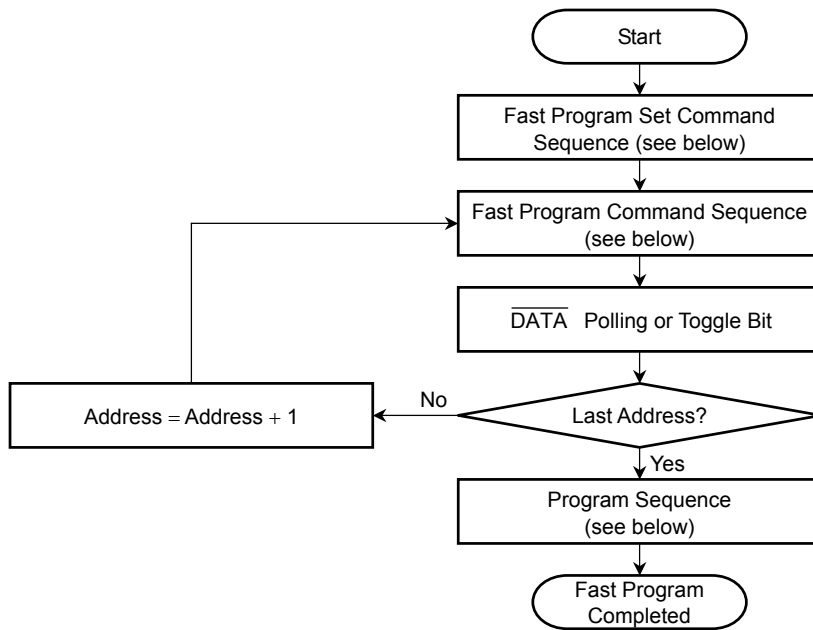 Start
Fast Program Set Command
Sequence (see below)
Fast Program Command Sequence
(see below)
DATA Polling or Toggle Bit
Address = Address + 1
No
Last Address?
Yes
Program Sequence
(see below)
Fast Program
Completed